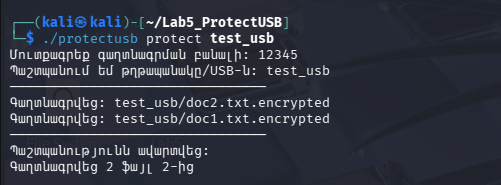 ┌──(kali㉿kali)-[~/Lab5_ProtectUSB]
└─$ ./protectusb protect test_usb
Մուտքագրեք գաղտնագրման բանալի: 12345
Պաշտպանում եմ թղթապանակը/USB-ն: test_usb
────────────────────────────────
Գաղտնագրվեց: test_usb/doc2.txt.encrypted
Գաղտնագրվեց: test_usb/doc1.txt.encrypted
────────────────────────────────
Պաշտպանությունն ավարտվեց:
Գաղտնագրվեց 2 ֆայլ 2-ից